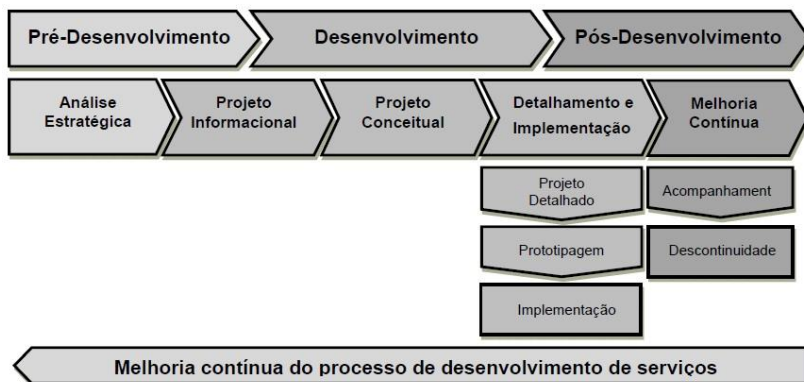 Pré-Desenvolvimento
Desenvolvimento
Pós-Desenvolvimento
Análise
Estratégica
Projeto
Informacional
Projeto
Conceitual
Detalhamento e
Implementação
Melhoria
Contínua
Projeto
Detalhado
Prototipagem
Implementação
Acompanhament
Descontinuidade
Melhoria contínua do processo de desenvolvimento de serviços